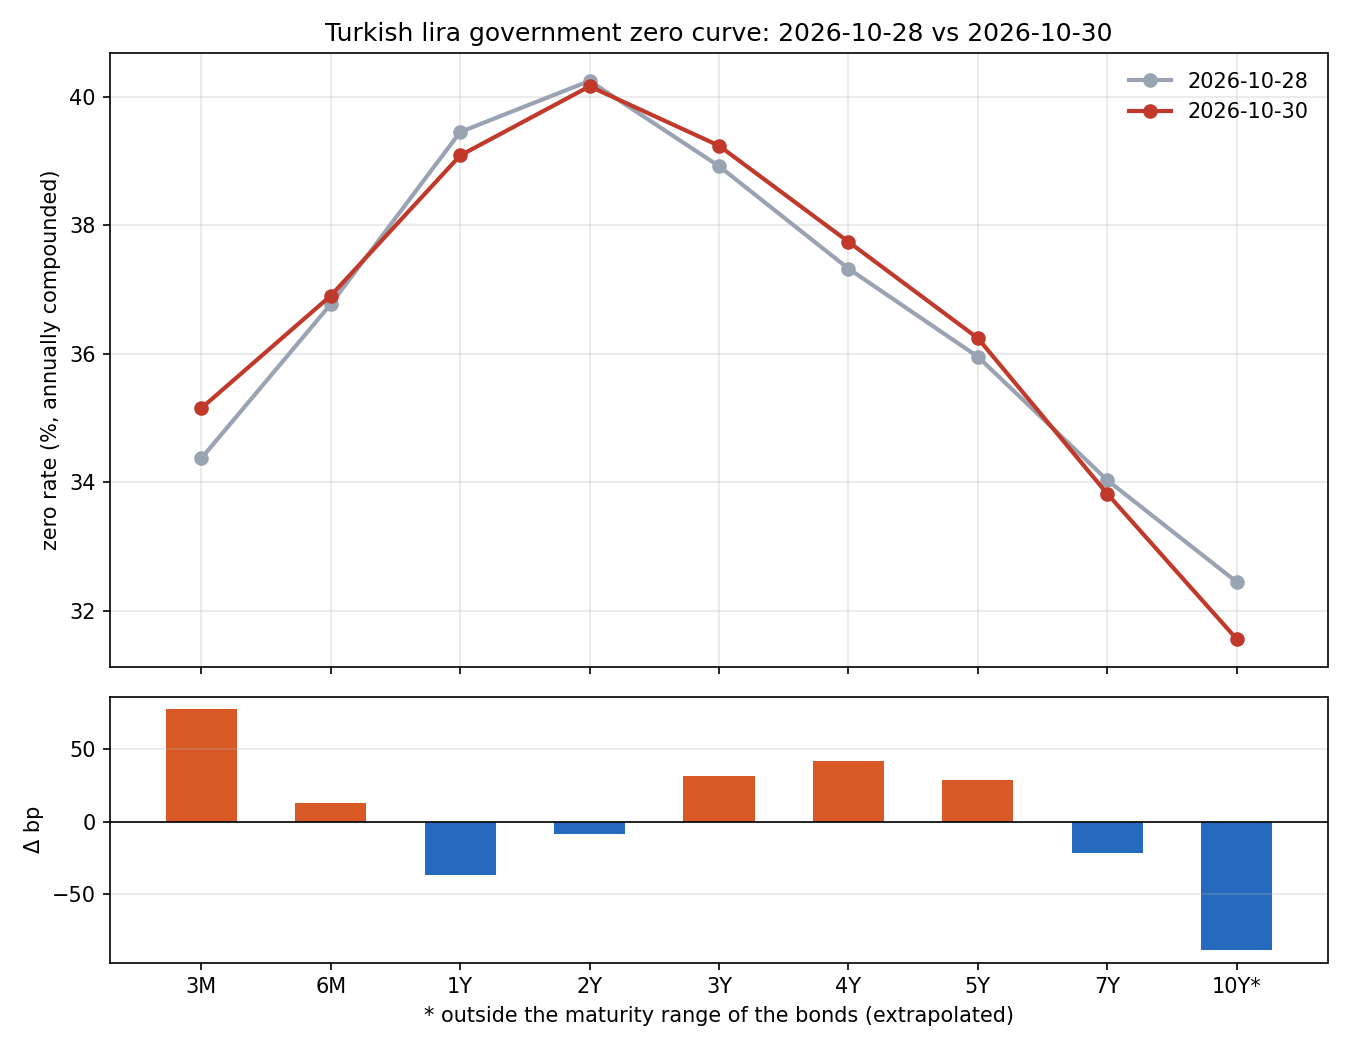 Turkish lira government zero curve: 2026-10-28 vs 2026-10-30
zero rate (%, annually compounded)
40
38
36
34
32
2026-10-28
2026-10-30
Δ bp
50
0
−50
3M 6M 1Y 2Y 3Y 4Y 5Y 7Y 10Y*
* outside the maturity range of the bonds (extrapolated)